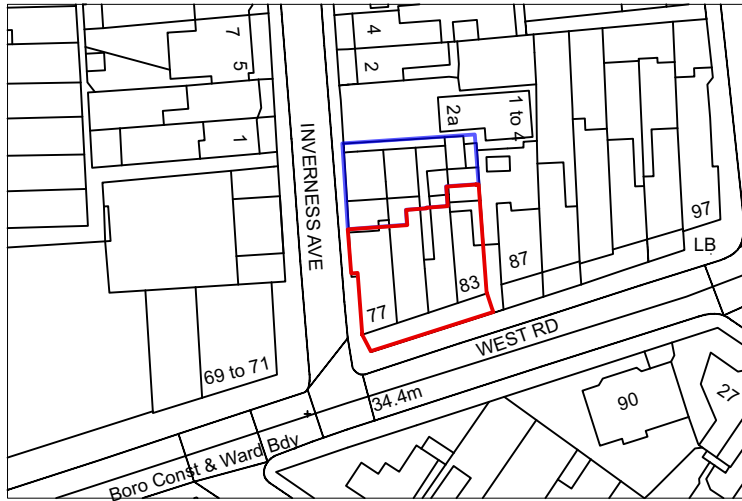 7
5
4
2
1
2a
1 to 4
INVERNESS AVE
97
LB
87
83
77
WEST RD
69 to 71
34.4m
90
27
Boro Const & Ward Bdy